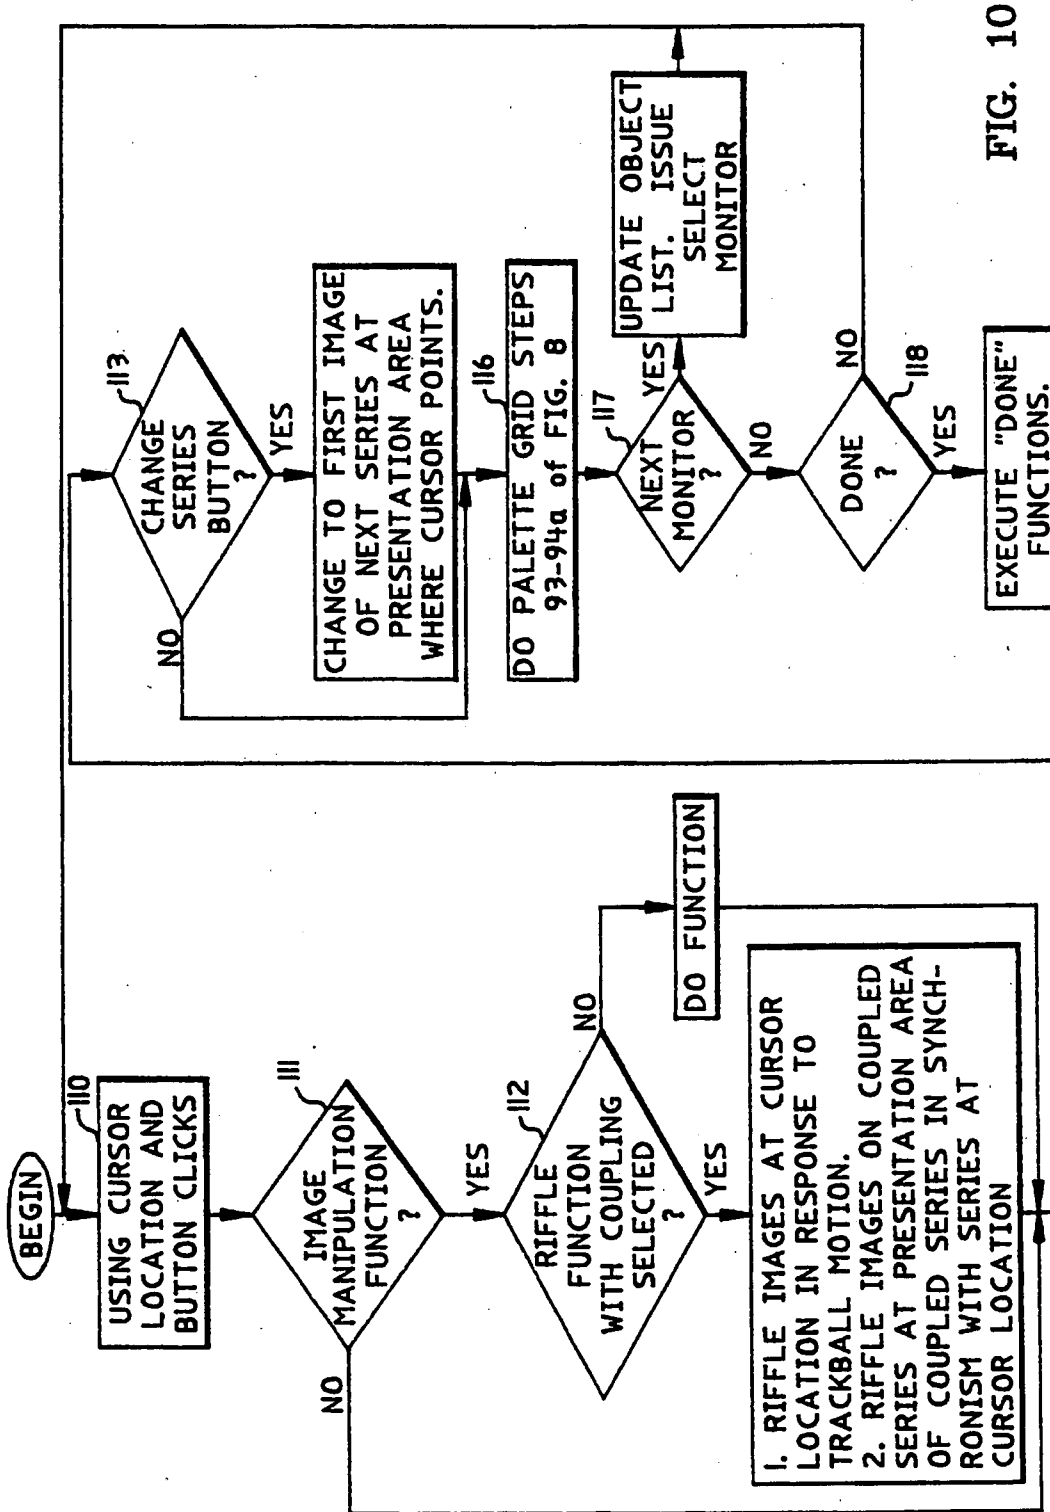 BEGIN
110
USING CURSOR
LOCATION AND
BUTTON CLICKS
111
IMAGE
MANIPULATION
FUNCTION
?
NO
YES
112
RIFFLE
FUNCTION
WITH COUPLING
SELECTED
?
NO
YES
DO FUNCTION
1. RIFFLE IMAGES AT CURSOR
LOCATION IN RESPONSE TO
TRACKBALL MOTION.
2. RIFFLE IMAGES ON COUPLED
SERIES AT PRESENTATION AREA
OF COUPLED SERIES IN SYNCH-
RONISM WITH SERIES AT
CURSOR LOCATION
113
CHANGE
SERIES
BUTTON
?
NO
YES
CHANGE TO FIRST IMAGE
OF NEXT SERIES AT
PRESENTATION AREA
WHERE CURSOR POINTS.
116
DO PALETTE GRID STEPS
93-94a of FIG. 8
117
NEXT
MONITOR
?
YES
NO
UPDATE OBJECT
LIST. ISSUE
SELECT
MONITOR
118
DONE
?
NO
YES
EXECUTE "DONE"
FUNCTIONS.
FIG. 10